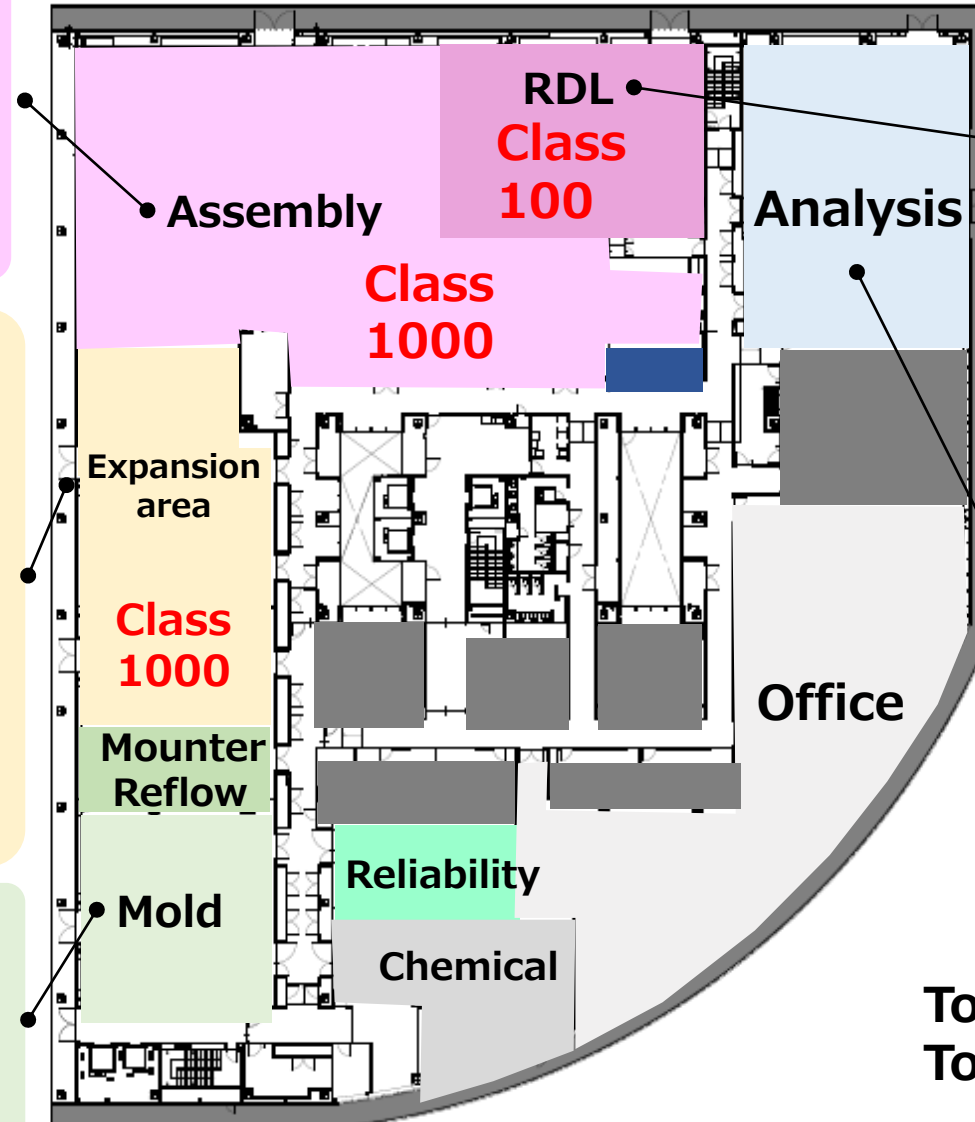 RDL
Class
100
Assembly
Class
1000
Analysis
Expansion
area
Class
1000
Mounter
Reflow
Mold
Office
Reliability
Chemical
To
To